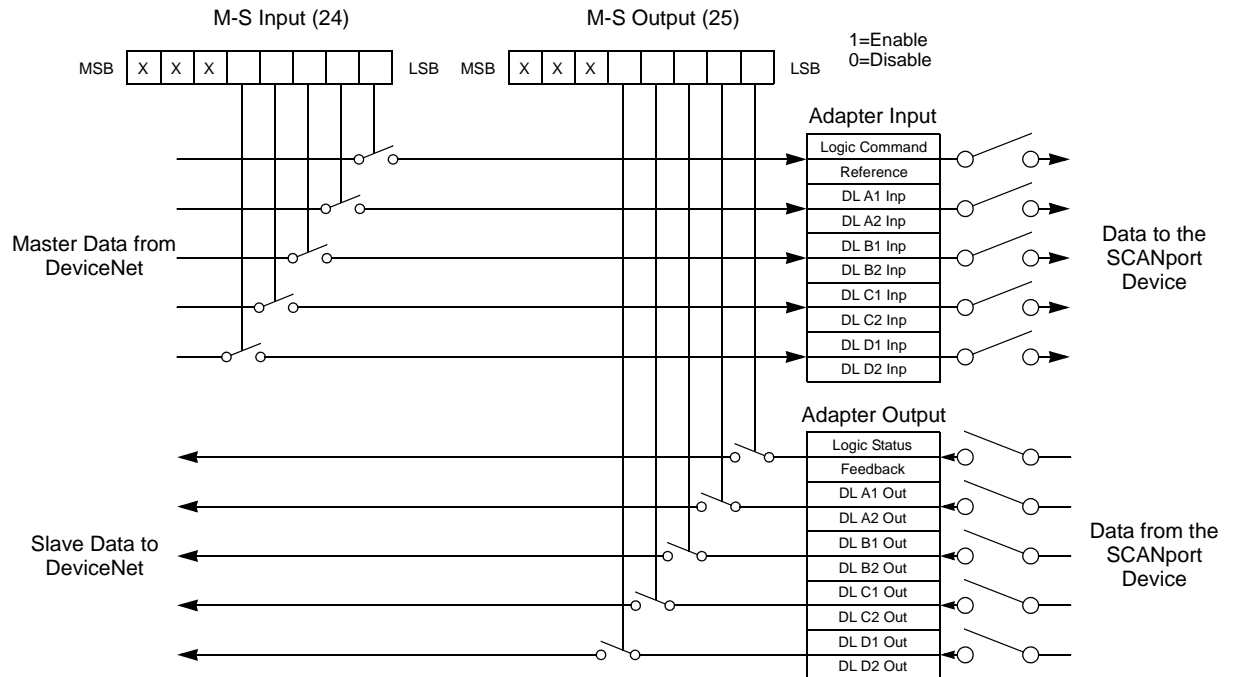 M-S Input (24)
M-S Output (25)
1=Enable
0=Disable
MSB X X X LSB
MSB X X X LSB
Adapter Input
Logic Command
Reference
DL A1 Inp
DL A2 Inp
DL B1 Inp
DL B2 Inp
DL C1 Inp
DL C2 Inp
DL D1 Inp
DL D2 Inp
Master Data from
DeviceNet
Data to the
SCANport
Device
Adapter Output
Logic Status
Feedback
DL A1 Out
DL A2 Out
DL B1 Out
DL B2 Out
DL C1 Out
DL C2 Out
DL D1 Out
DL D2 Out
Slave Data to
DeviceNet
Data from the
SCANport
Device